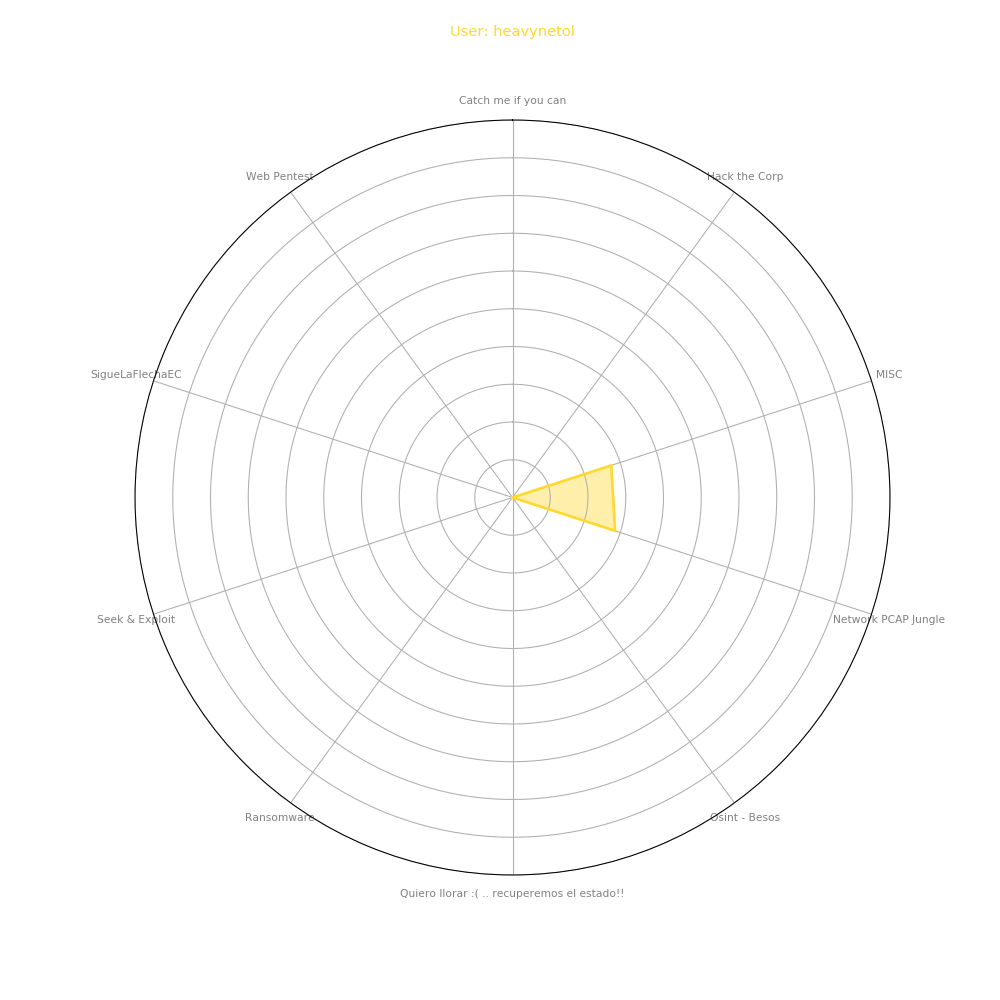 User: heavynetol
Catch me if you can
Web Pentest
Hack the Corp
SigueLaFlechaEC
MISC
Seek & Exploit
Network PCAP Jungle
Ransomware
Osint - Besos
Quiero llorar :( .. recuperemos el estado!!